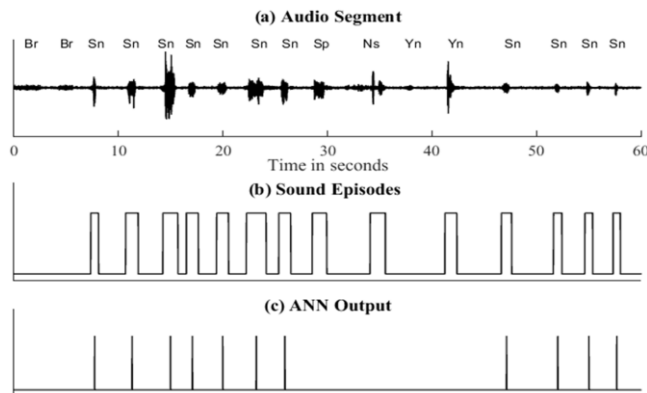 (a) Audio Segment
Br Br Sn Sn Sn Sn Sn Sn Sn Sp Ns Yn Yn Sn Sn Sn Sn
0 10 20 30 40 50 60
Time in seconds
(b) Sound Episodes
(c) ANN Output